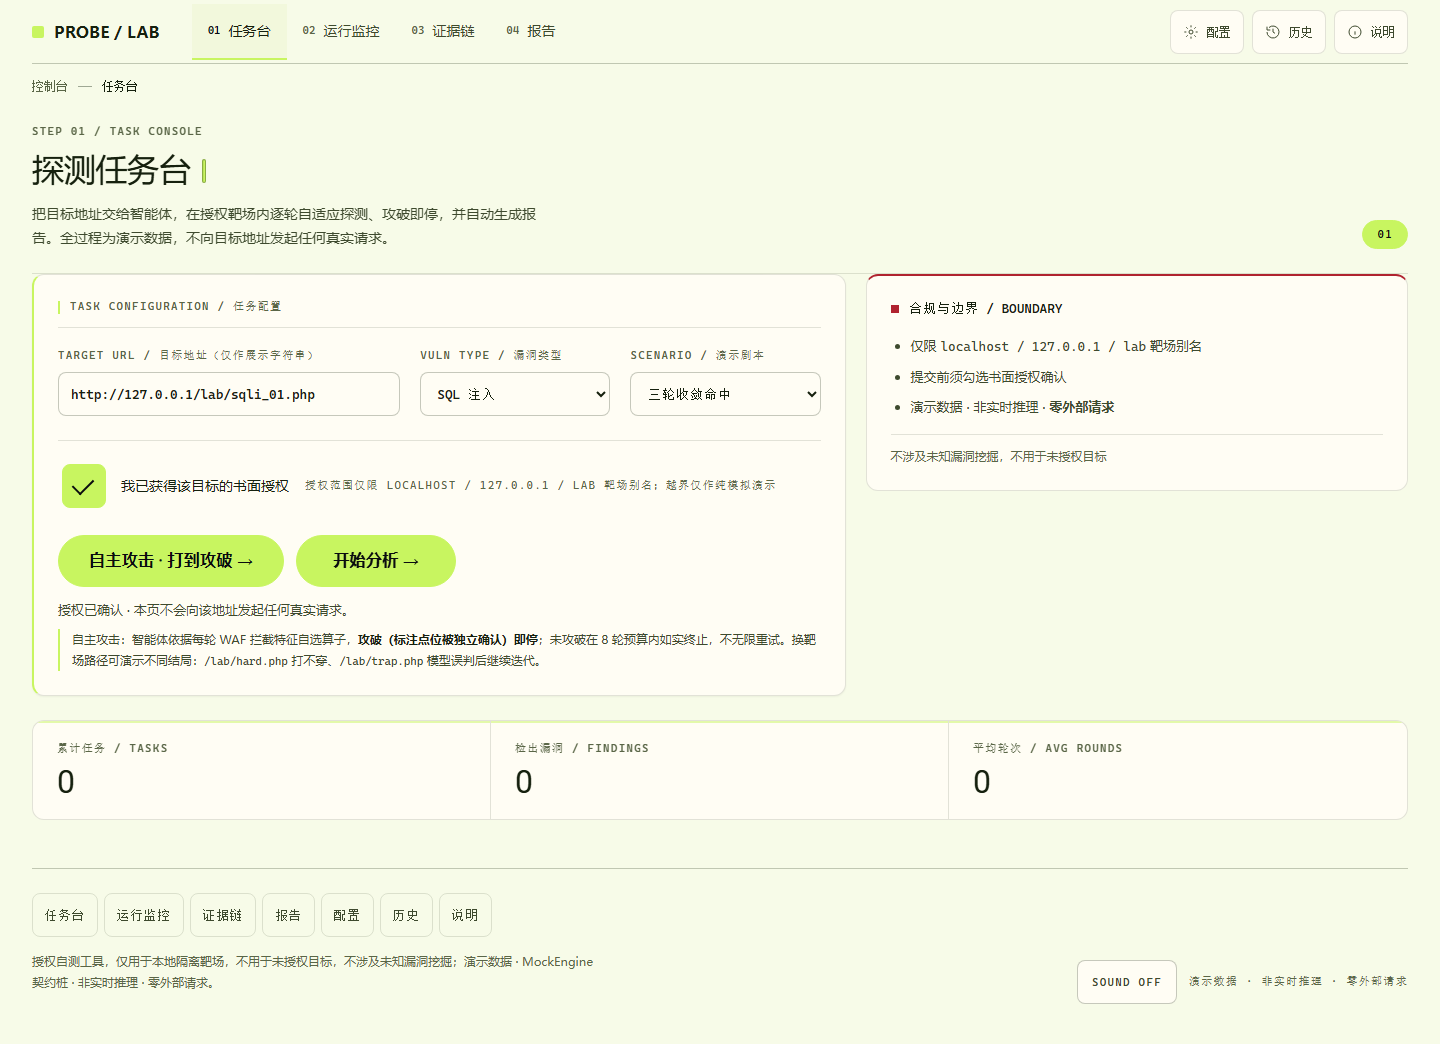 PROBE / LAB
01 任务台
02 运行监控
03 证据链
04 报告
配置
历史
说明
控制台 — 任务台
STEP 01 / TASK CONSOLE
探测任务台
把目标地址交给智能体，在授权靶场内逐轮自适应探测、攻破即停，并自动生成报
告。全过程为演示数据，不向目标地址发起任何真实请求。
01
TASK CONFIGURATION / 任务配置
TARGET URL / 目标地址（仅作展示字符串）
VULN TYPE / 漏洞类型
SCENARIO / 演示剧本
http://127.0.0.1/lab/sqli_01.php
SQL 注入
三轮收敛命中
我已获得该目标的书面授权
授权范围仅限 LOCALHOST / 127.0.0.1 / LAB 靶场别名；越界仅作纯模拟演示
自主攻击 · 打到攻破 →
开始分析 →
授权已确认 · 本页不会向该地址发起任何真实请求。
自主攻击：智能体依据每轮 WAF 拦截特征自选算子，攻破（标注点位被独立确认）即停；未攻破在 8 轮预算内如实终止，不无限重试。换靶
场路径可演示不同结局：/lab/hard.php 打不穿、/lab/trap.php 模型误判后继续迭代。
合规与边界 / BOUNDARY
仅限 localhost / 127.0.0.1 / lab 靶场别名
提交前须勾选书面授权确认
演示数据 · 非实时推理 · 零外部请求
不涉及未知漏洞挖掘，不用于未授权目标
累计任务 / TASKS
0
检出漏洞 / FINDINGS
0
平均轮次 / AVG ROUNDS
0
任务台
运行监控
证据链
报告
配置
历史
说明
授权自测工具，仅用于本地隔离靶场，不用于未授权目标，不涉及未知漏洞挖掘；演示数据 · MockEngine
契约桩 · 非实时推理 · 零外部请求。
SOUND OFF
演示数据 · 非实时推理 · 零外部请求